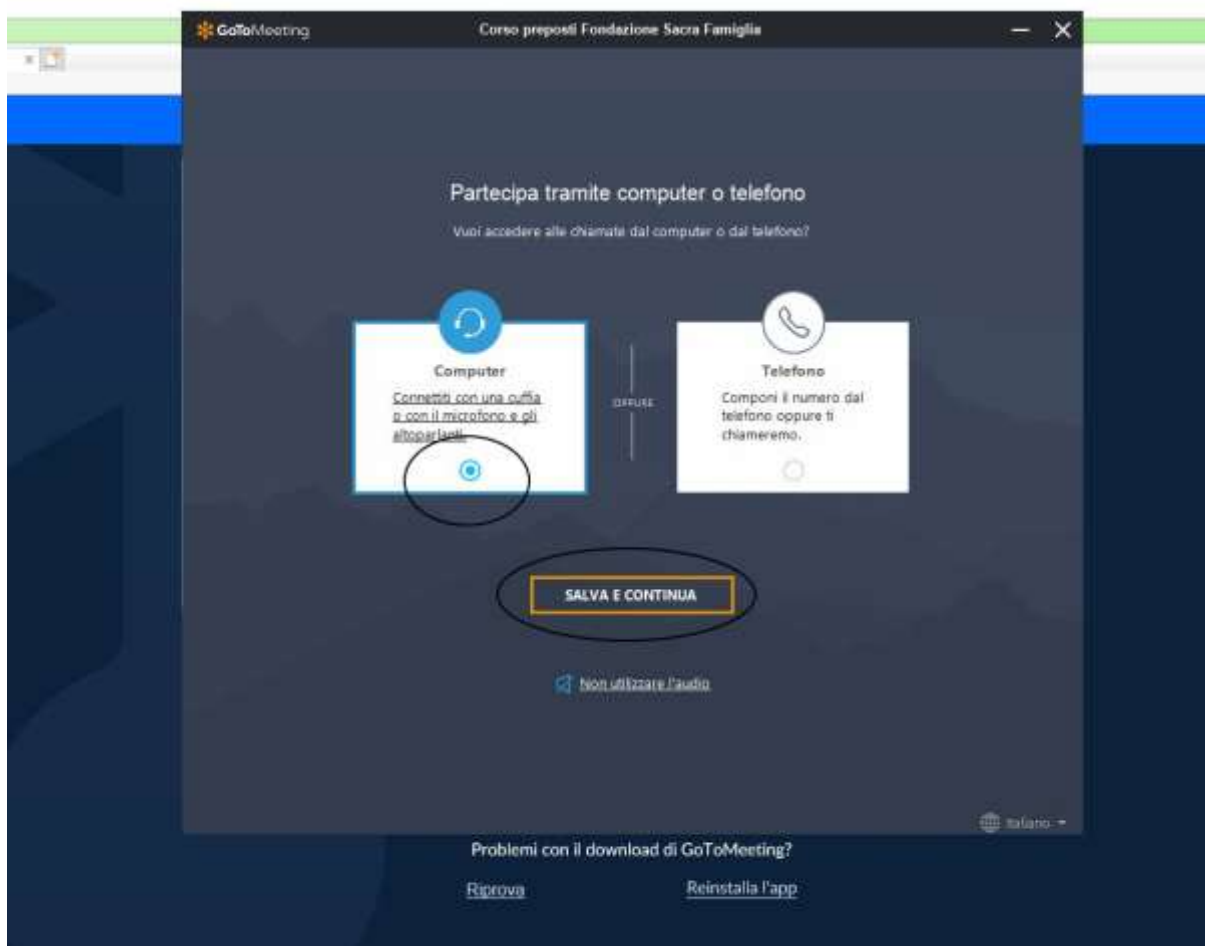 GoToMeeting
Corso preposti Fondazione Sacra Famiglia
Partecipa tramite computer o telefono
Vuoi accedere alle chiamate dal computer o dal telefono?
Computer
Connettiti con una cuffia
o con il microfono e gli
altoparlanti.
OPPURE
Telefono
Componi il numero dal
telefono oppure ti
chiameremo.
SALVA E CONTINUA
Non utilizzare l'audio
Italiano
Problemi con il download di GoToMeeting?
Riprova
Reinstalla l'app